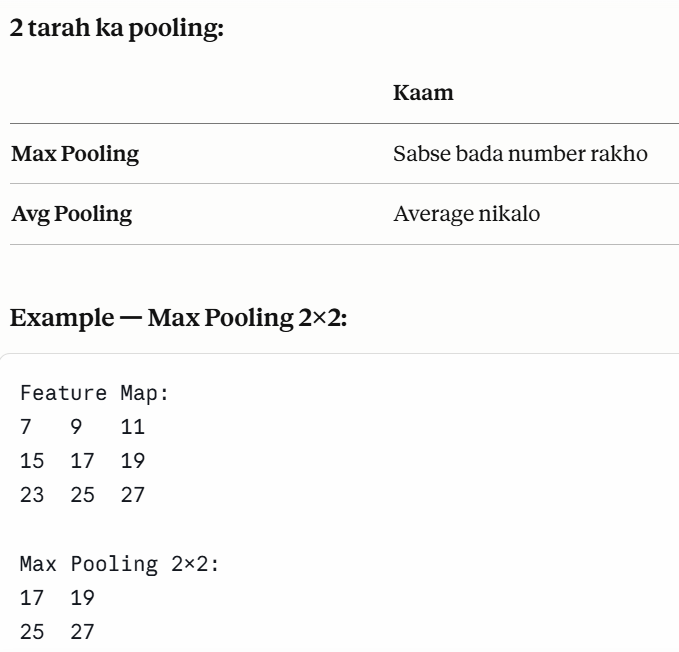 2 tarah ka pooling:
Kaam
Max Pooling Sabse bada number rakho
Avg Pooling Average nikalo
Example — Max Pooling 2×2:
Feature Map:
7 9 11
15 17 19
23 25 27
Max Pooling 2×2:
17 19
25 27